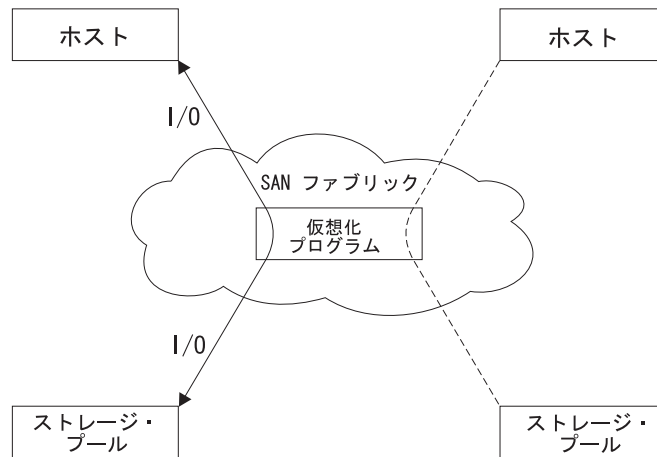 ホスト
ホスト
I/O
SAN ファブリック
仮想化
プログラム
I/O
ストレージ・
プール
ストレージ・
プール